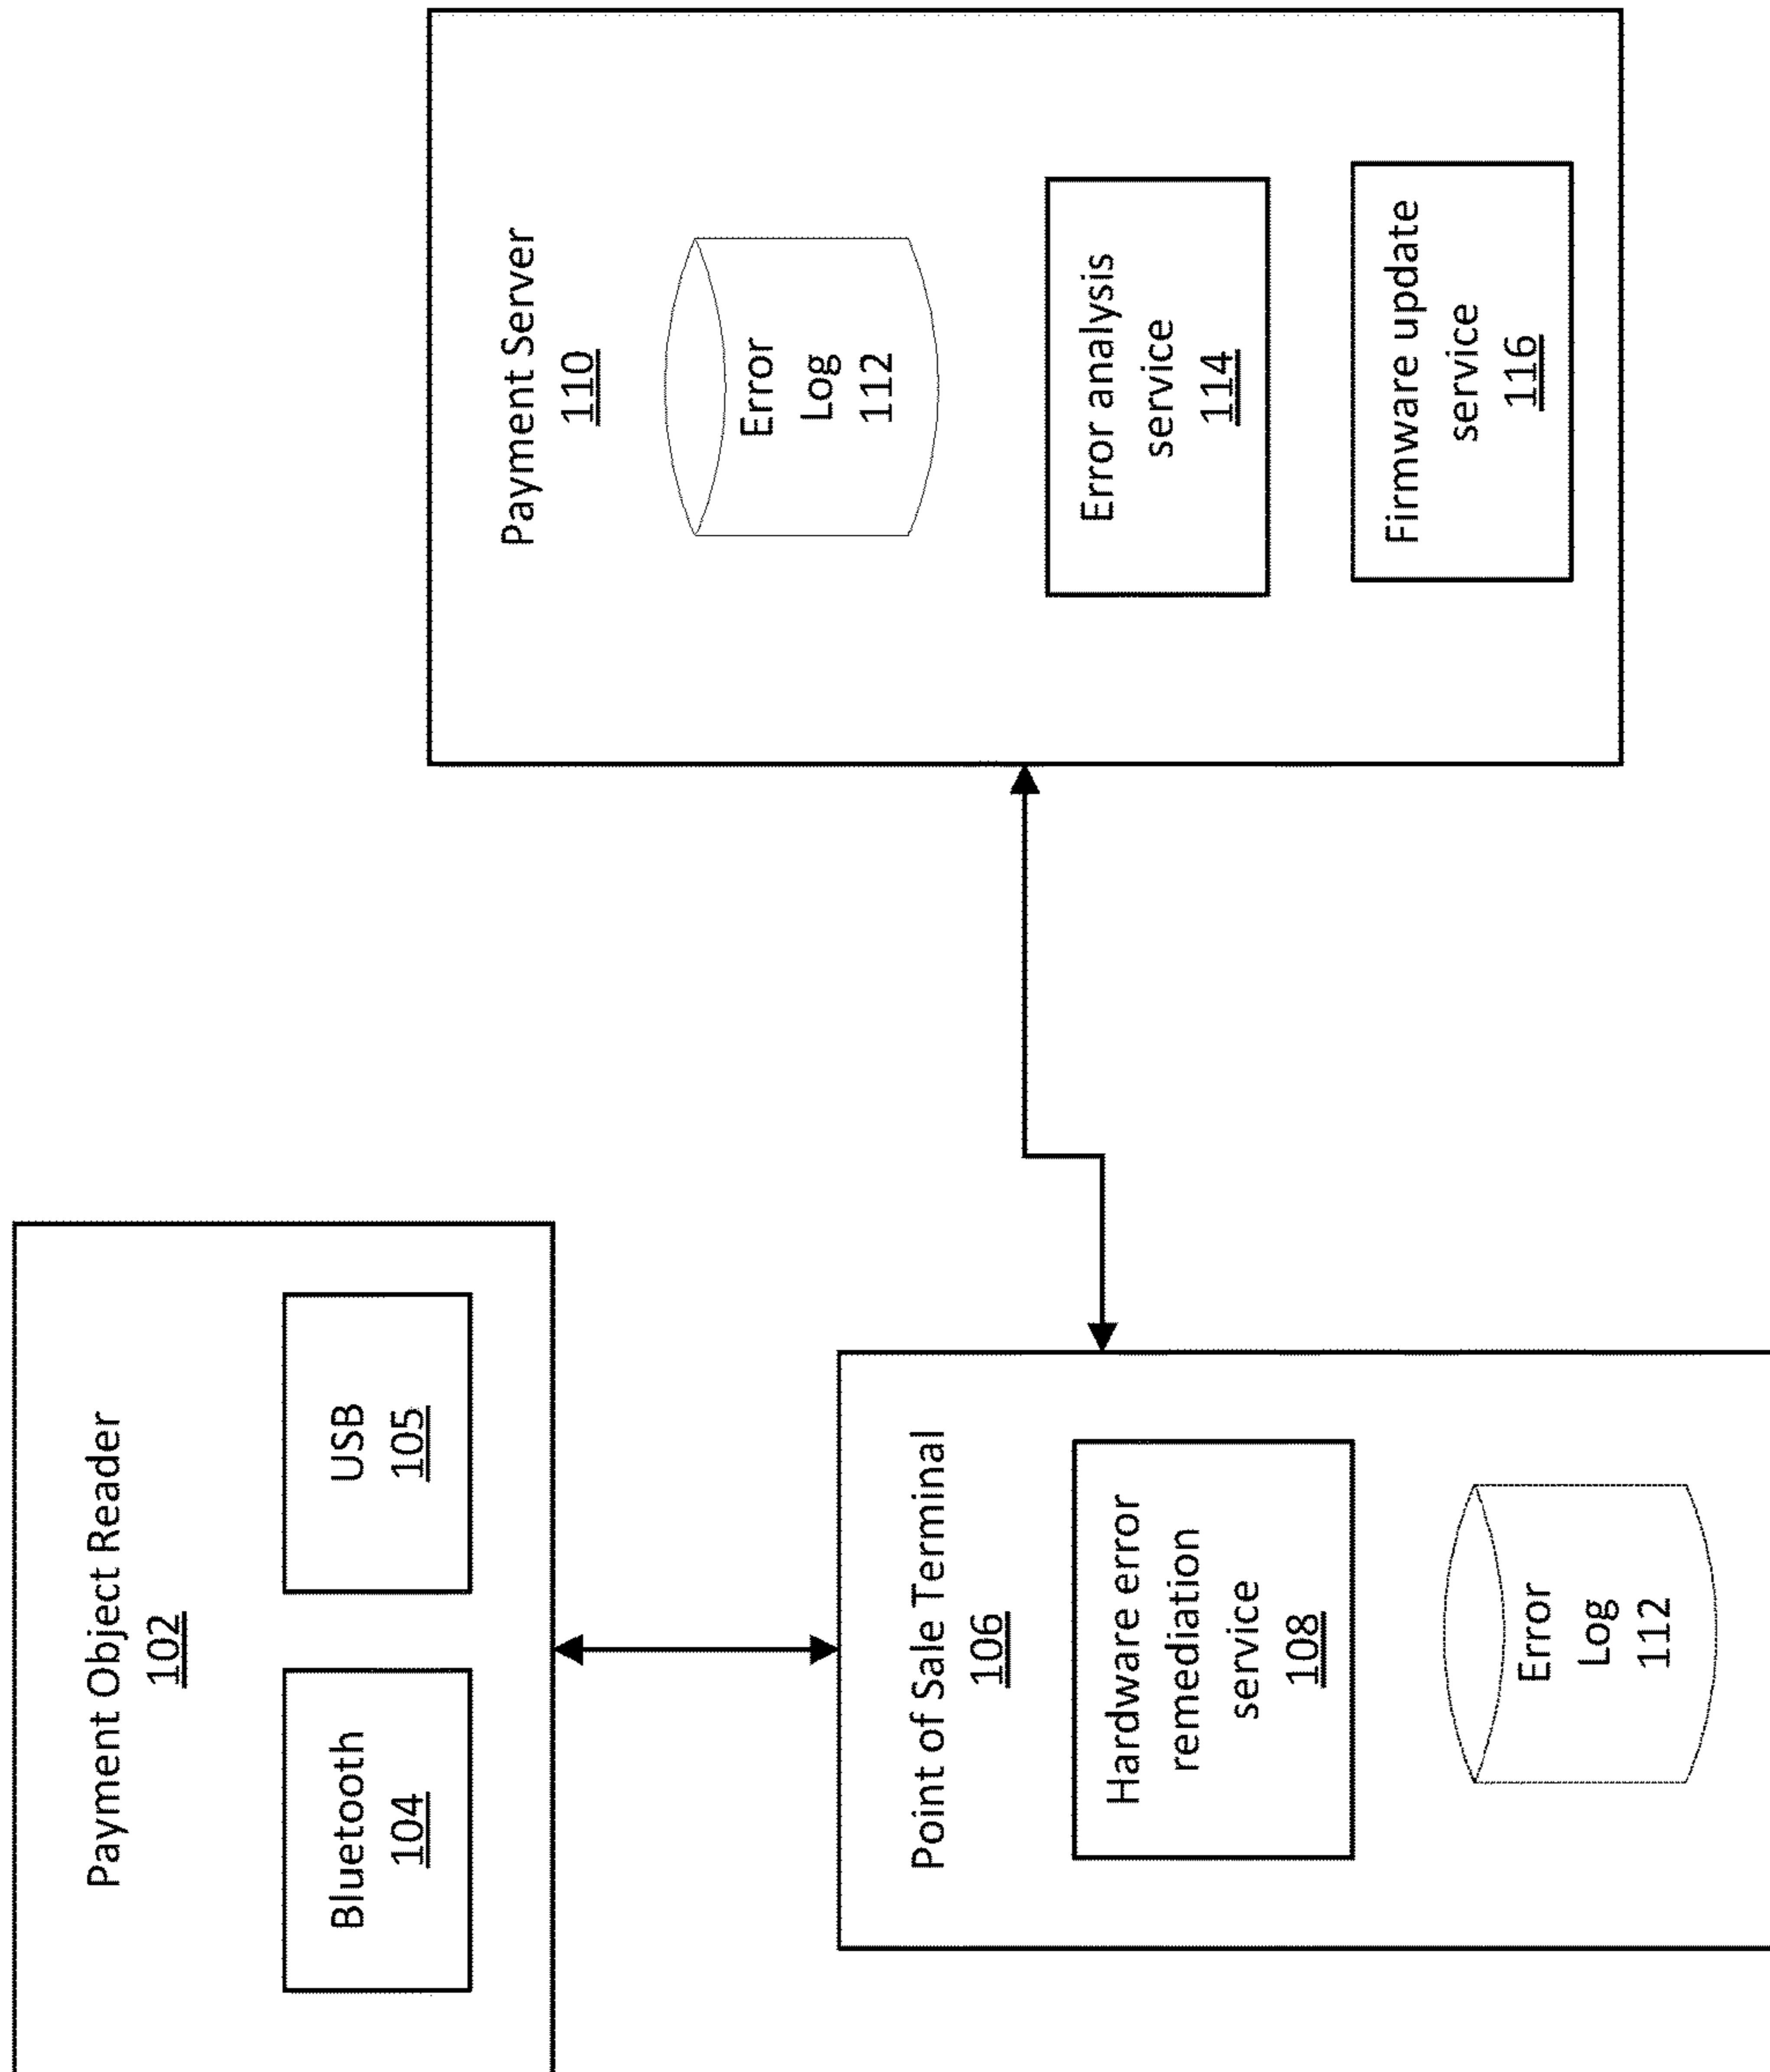 Payment Object Reader
102
Bluetooth
104
USB
105
Point of Sale Terminal
106
Hardware error
remediation
service
108
Error
Log
112
Payment Server
110
Error
Log
112
Error analysis
service
114
Firmware update
service
116